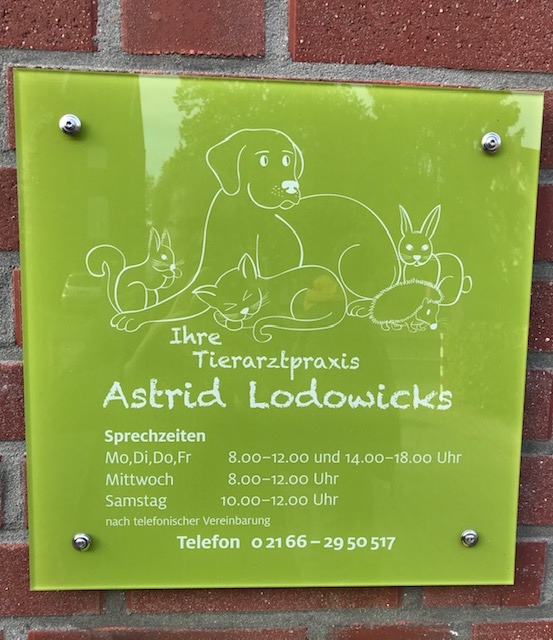 Ihre
Tierarztpraxis
Astrid Lodowicks
Sprechzeiten
Mo,Di,Do,Fr 8.00–12.00 und 14.00–18.00 Uhr
Mittwoch 8.00–12.00 Uhr
Samstag 10.00–12.00 Uhr
nach telefonischer Vereinbarung
Telefon 0 21 66 – 29 50 517